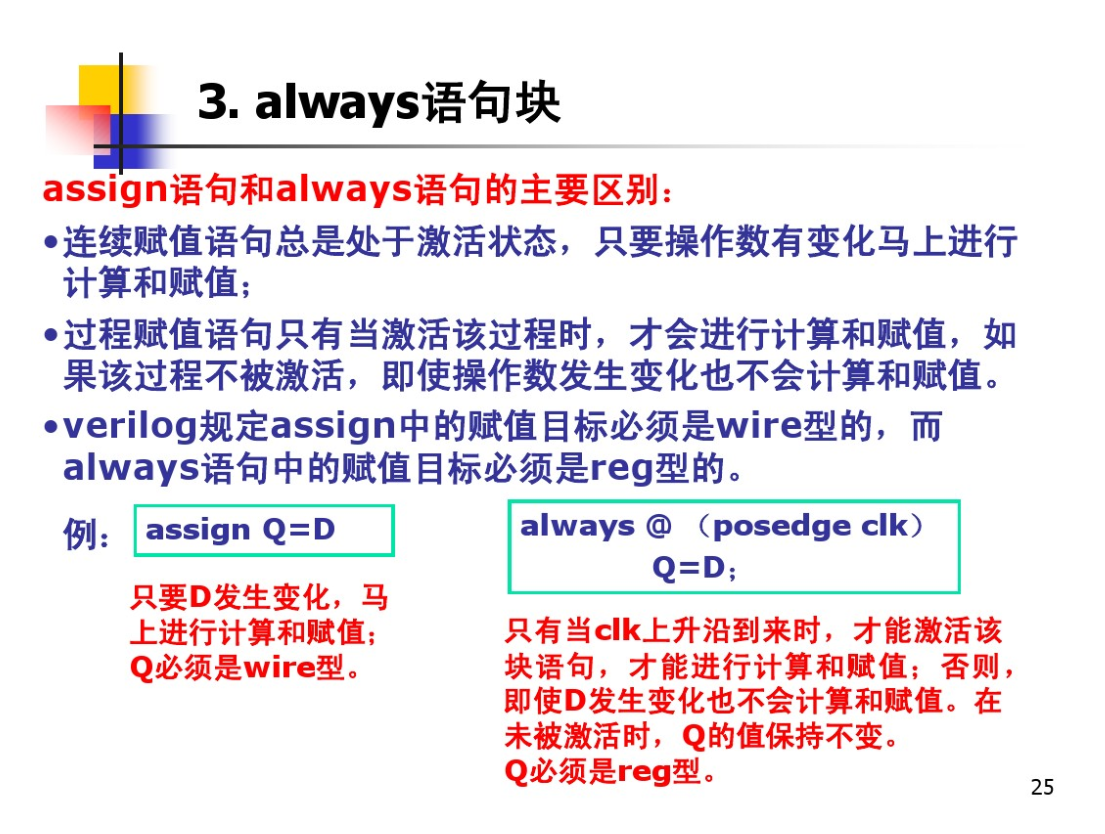 3. always语句块
assign语句和always语句的主要区别：
•连续赋值语句总是处于激活状态，只要操作数有变化马上进行
计算和赋值；
•过程赋值语句只有当激活该过程时，才会进行计算和赋值，如
果该过程不被激活，即使操作数发生变化也不会计算和赋值。
•verilog规定assign中的赋值目标必须是wire型的，而
always语句中的赋值目标必须是reg型的。
例：
assign Q=D
只要D发生变化，马
上进行计算和赋值；
Q必须是wire型。
always @ （posedge clk）
Q=D；
只有当clk上升沿到来时，才能激活该
块语句，才能进行计算和赋值；否则，
即使D发生变化也不会计算和赋值。在
未被激活时，Q的值保持不变。
Q必须是reg型。
25